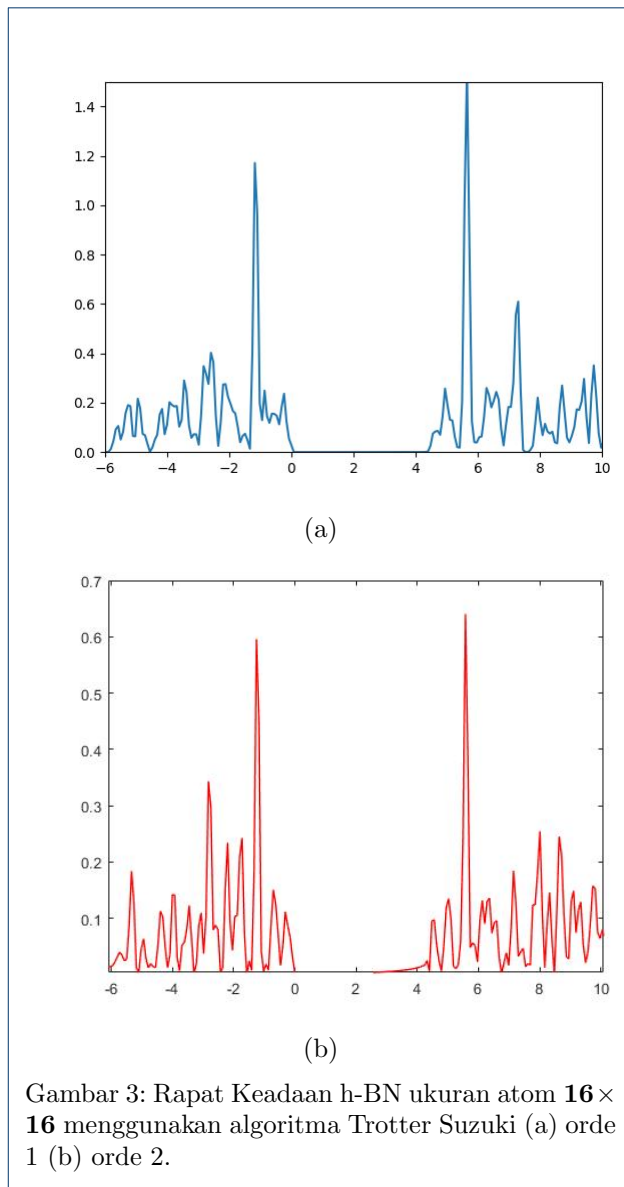 1.4
1.2
1.0
0.8
0.6
0.4
0.2
0.0
−6 −4 −2 0 2 4 6 8 10
(a)
0.7
0.6
0.5
0.4
0.3
0.2
0.1
-6 -4 -2 0 2 4 6 8 10
(b)
Gambar 3: Rapat Keadaan h-BN ukuran atom 16×
16 menggunakan algoritma Trotter Suzuki (a) orde
1 (b) orde 2.